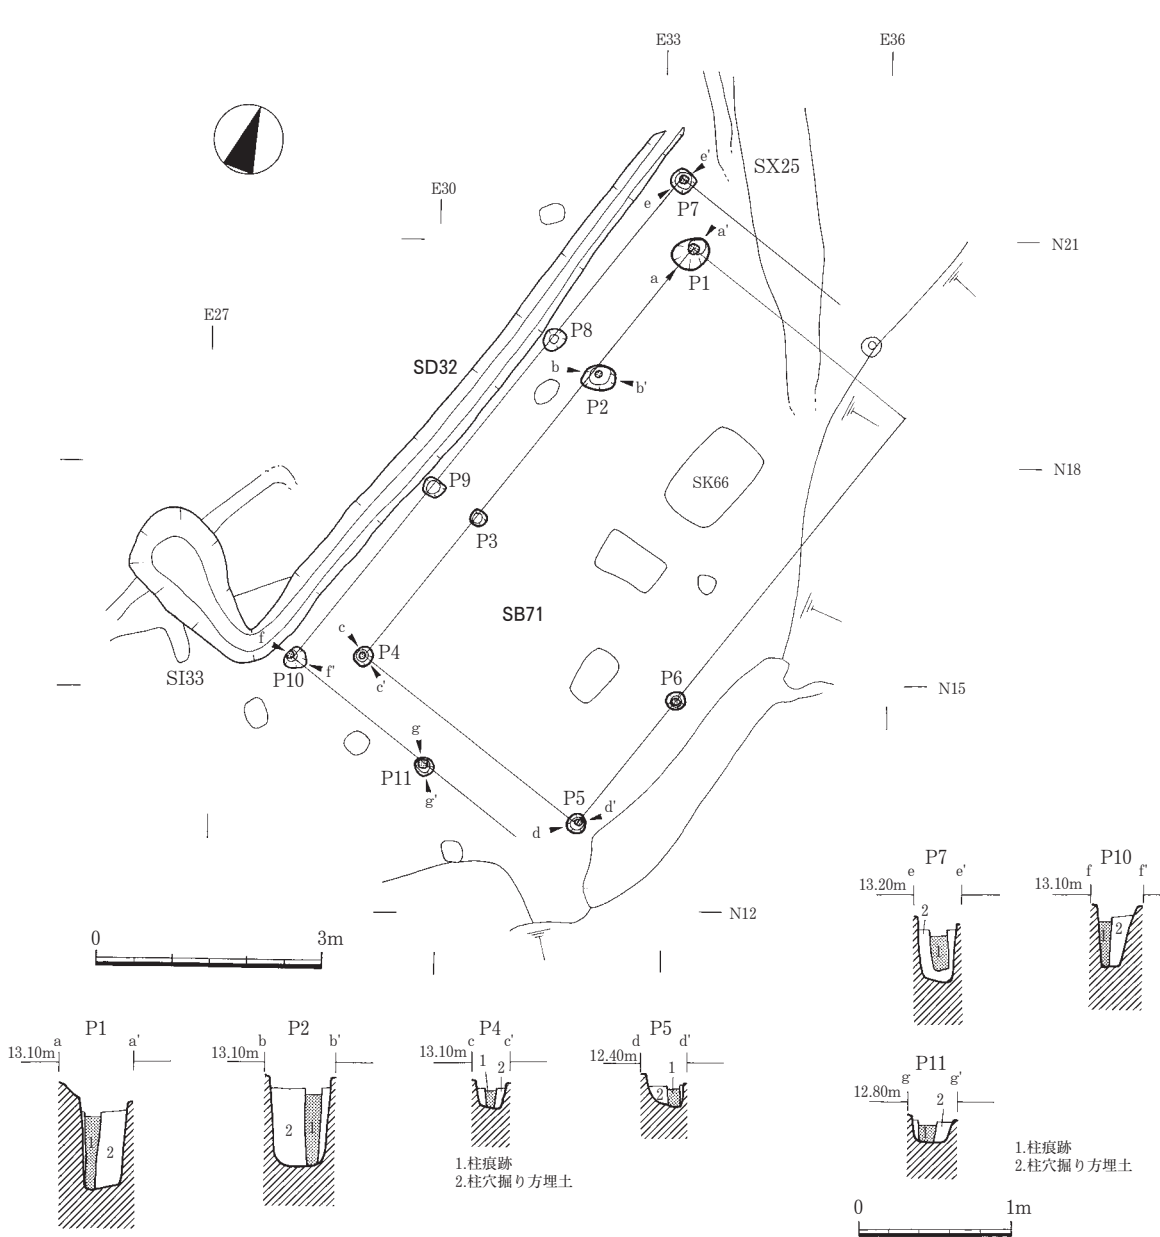 E33
E36
E30
E27
N21
N18
N15
N12
SX25
e'
e
P7
a'
a
P1
P8
SD32
b
b'
P2
P9
SK66
P3
SB71
c
P4
c'
f
f'
SI33
P10
P6
g
P11
g'
P5
d'
d
0
3m
P7
e
e'
13.20m
2
1
P10
f
f'
13.10m
1
2
P1
a
a'
13.10m
1
2
P2
b
b'
13.10m
2
1
P4
c
c'
13.10m
1
2
P5
d
d'
12.40m
1
2
1.柱痕跡
2.柱穴掘り方埋土
P11
g
g'
12.80m
2
1
1.柱痕跡
2.柱穴掘り方埋土
0
1m